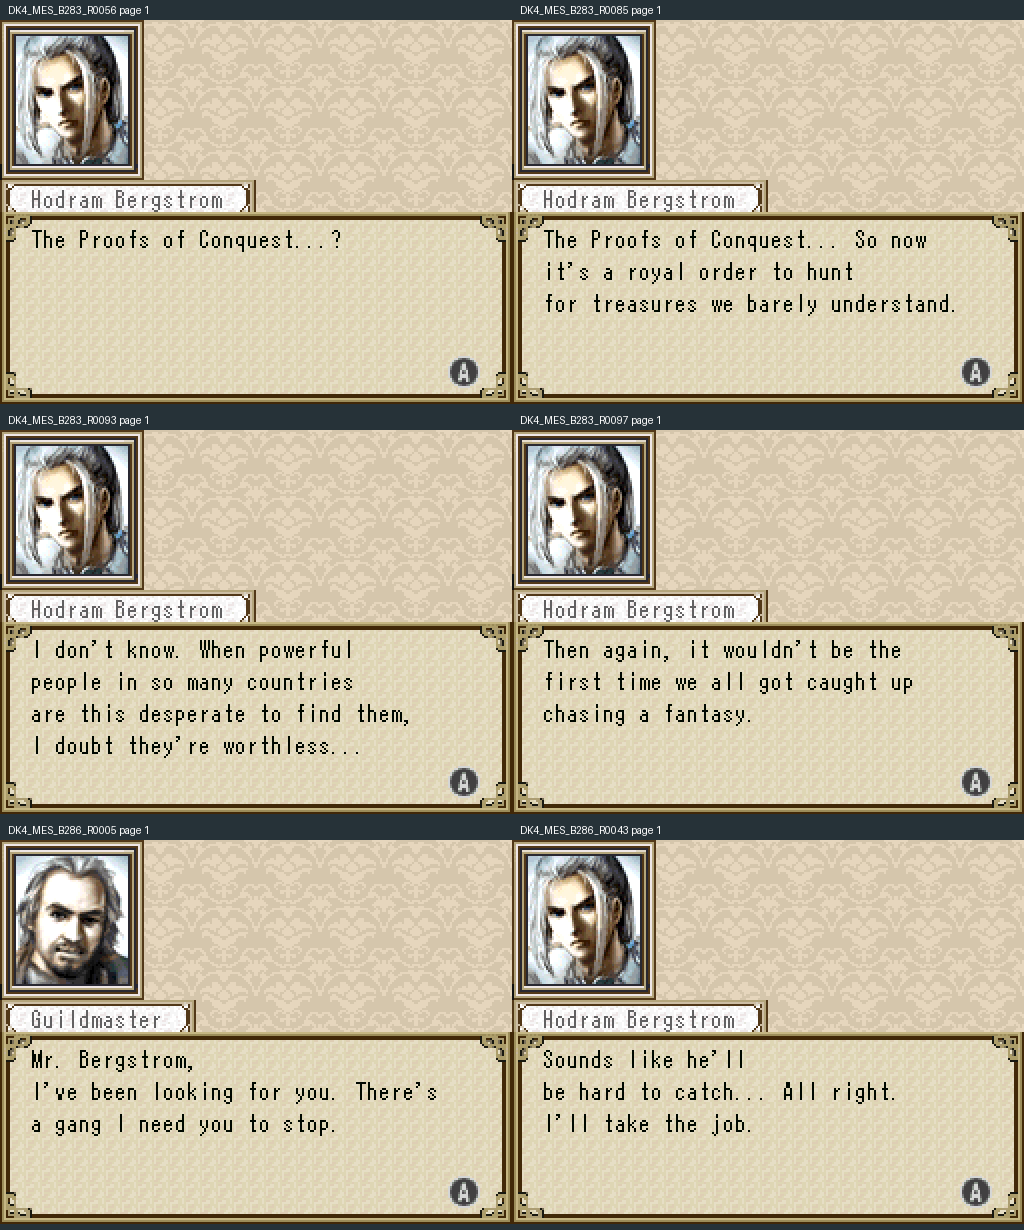 DK4_MES_B283_R0056 page 1
Hodram Bergstrom
The Proofs of Conquest...?
A
DK4_MES_B283_R0085 page 1
Hodram Bergstrom
The Proofs of Conquest... So now
it's a royal order to hunt
for treasures we barely understand.
A
DK4_MES_B283_R0093 page 1
Hodram Bergstrom
I don't know. When powerful
people in so many countries
are this desperate to find them,
I doubt they're worthless...
A
DK4_MES_B283_R0097 page 1
Hodram Bergstrom
Then again, it wouldn't be the
first time we all got caught up
chasing a fantasy.
A
DK4_MES_B286_R0005 page 1
Guildmaster
Mr. Bergstrom,
I've been looking for you. There's
a gang I need you to stop.
A
DK4_MES_B286_R0043 page 1
Hodram Bergstrom
Sounds like he'll
be hard to catch... All right.
I'll take the job.
A